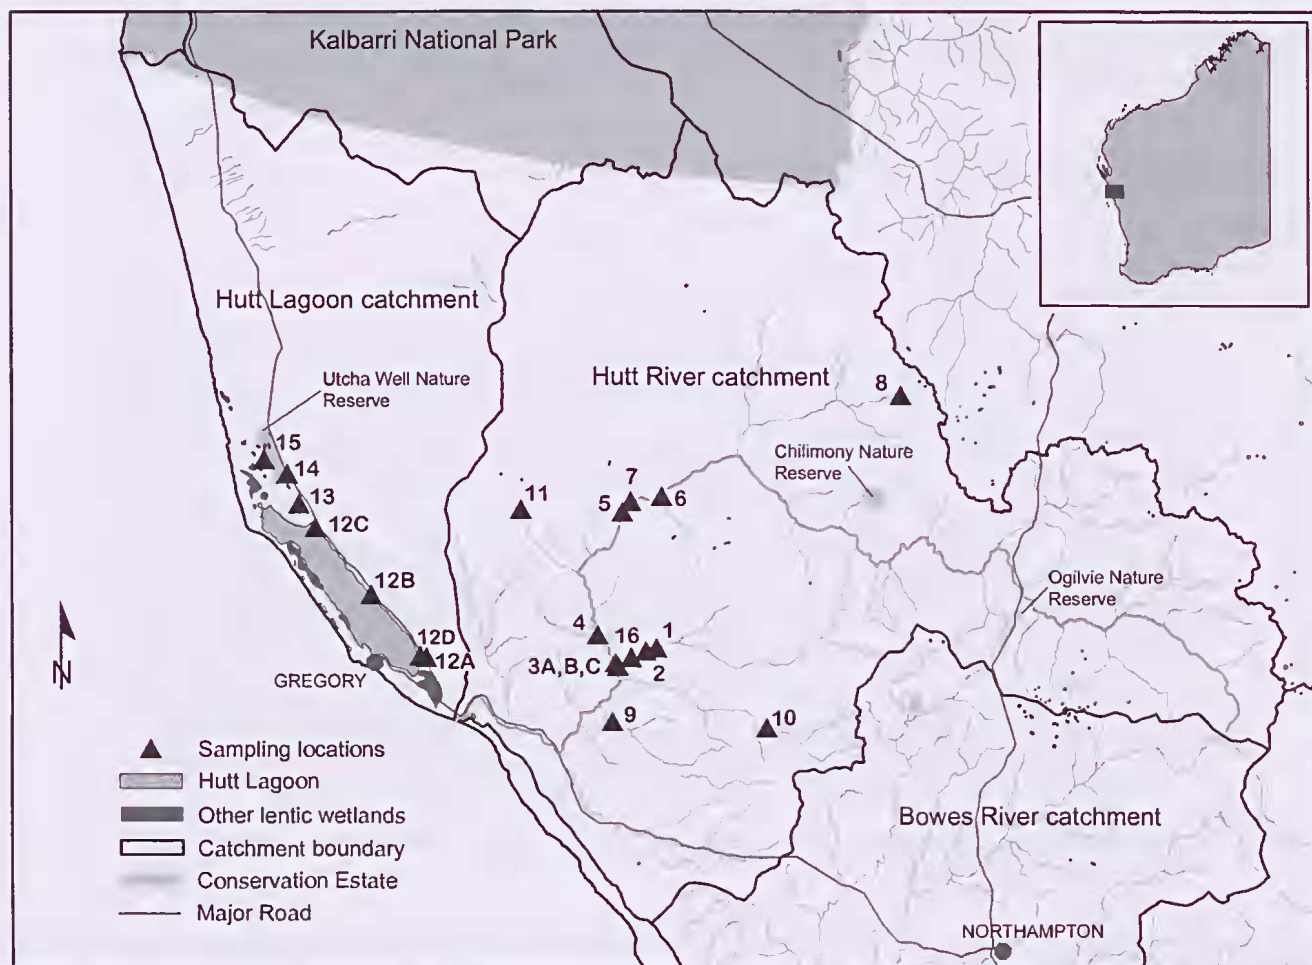 Kalbarri National Park
Hutt Lagoon catchment
Utcha Well Nature
Reserve
Hutt River catchment
8
Chilimony Nature
Reserve
15
14
13
12C
7
5
6
11
12B
Ogilvie Nature
Reserve
4
16
1
12D
12A
3A,B,C
2
GREGORY
N
9
10
Sampling locations
Hutt Lagoon
Other lentic wetlands
Catchment boundary
Conservation Estate
Major Road
Bowes River catchment
NORTHAMPTON